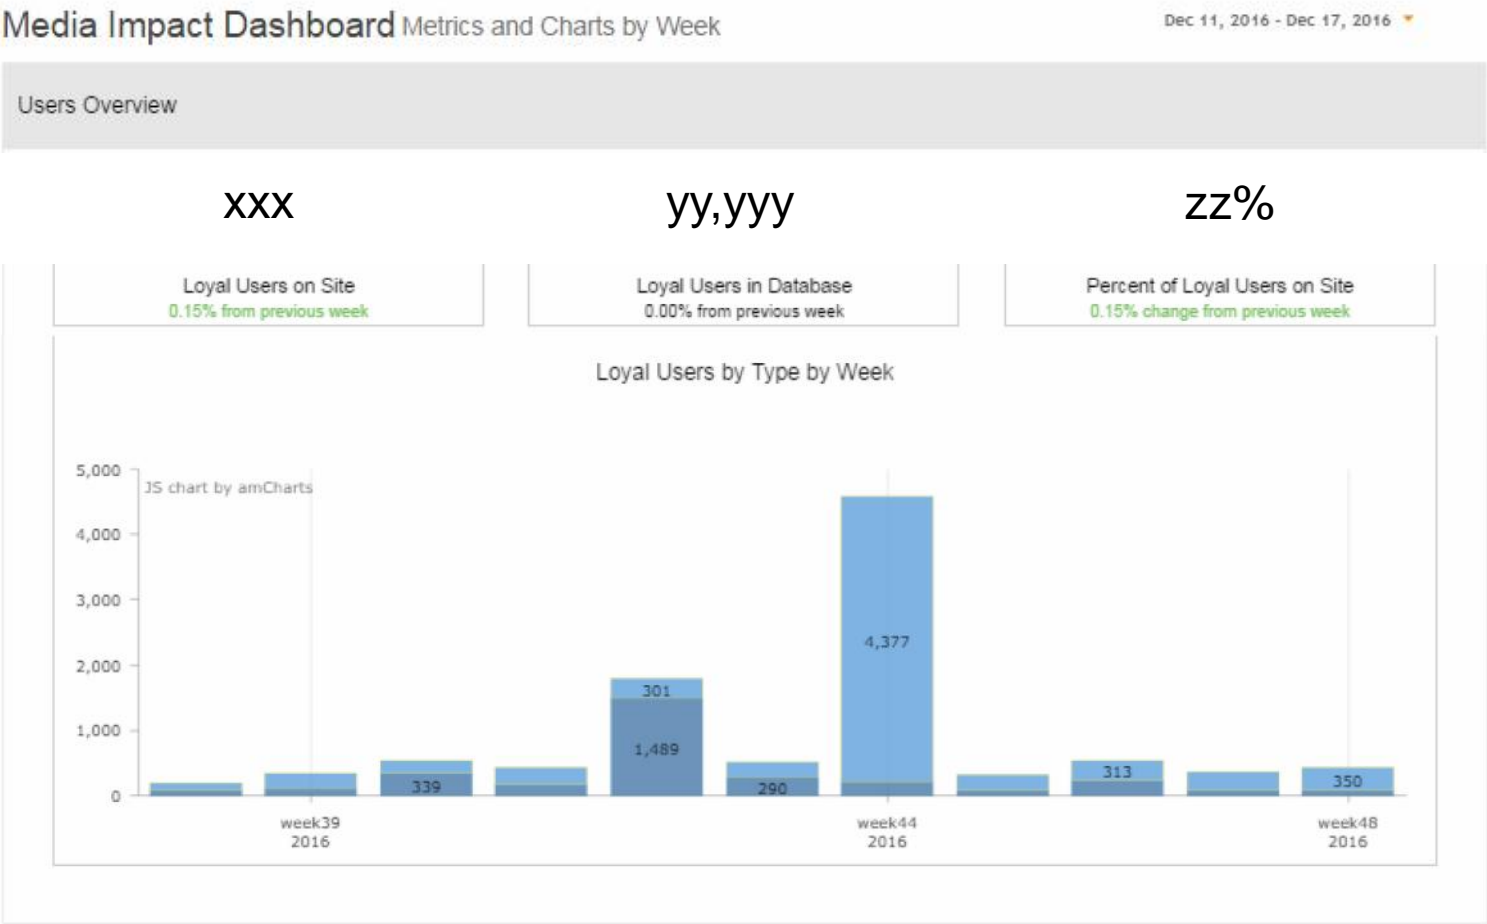 Media Impact Dashboard Metrics and Charts by Week
Dec 11, 2016 - Dec 17, 2016
Users Overview
xxx
yy,yyy
zz%
Loyal Users on Site
0.15% from previous week
Loyal Users in Database
0.00% from previous week
Percent of Loyal Users on Site
0.15% change from previous week
Loyal Users by Type by Week
JS chart by amCharts
5,000
4,000
3,000
2,000
1,000
0
339
301
1,489
290
4,377
313
350
week39
2016
week44
2016
week48
2016